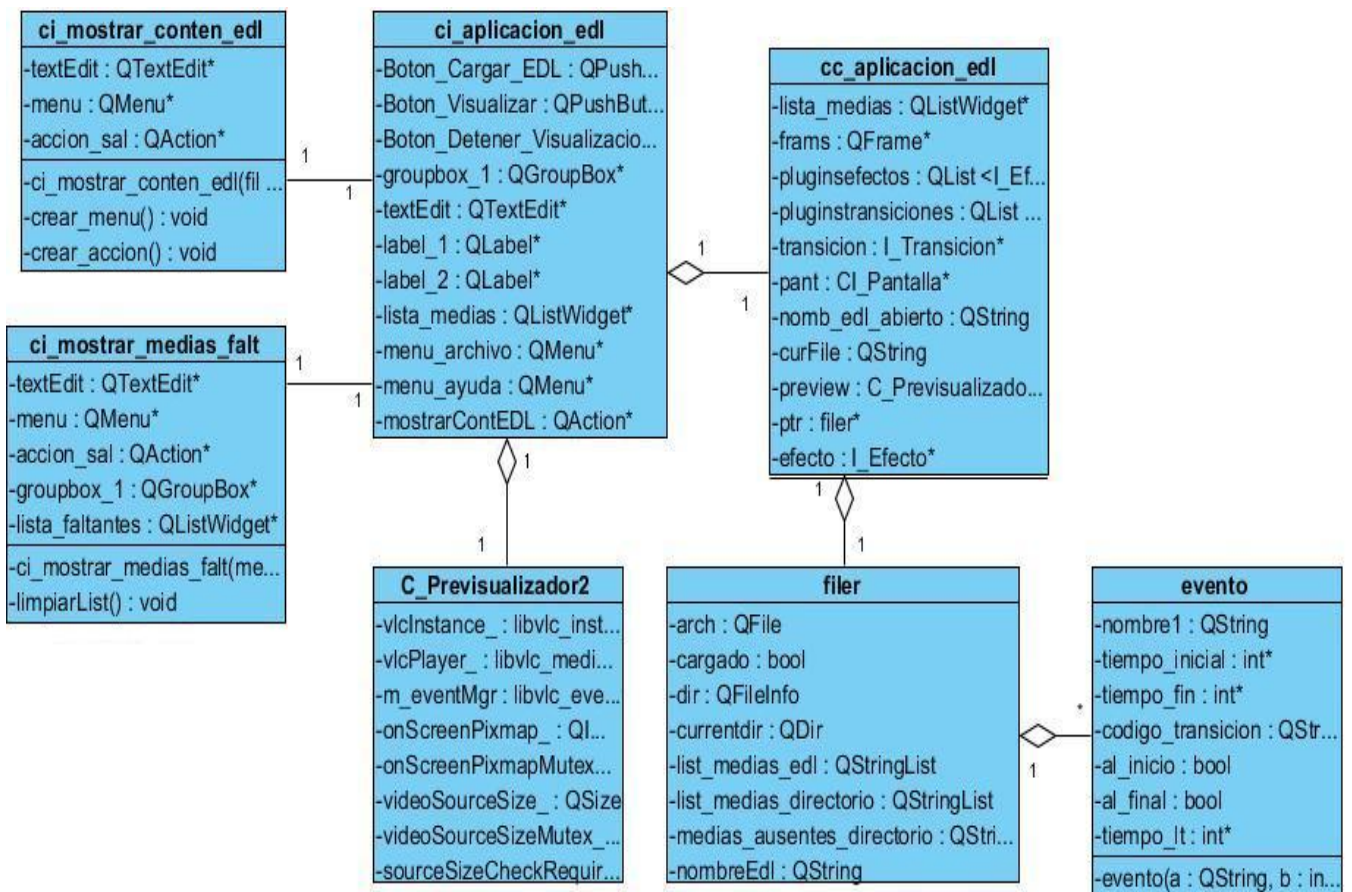 ci_mostrar_conten_edl
-textEdit : QTextEdit*
-menu : QMenu*
-accion_sal : QAction*
-ci_mostrar_conten_edl(fil ...
-crear_menu() : void
-crear_accion() : void
1
1
ci_mostrar_medias_falt
-textEdit : QTextEdit*
-menu : QMenu*
-accion_sal : QAction*
-groupbox_1 : QGroupBox*
-lista_faltantes : QListWidget*
-ci_mostrar_medias_falt(me...
-limpiarList() : void
1
1
ci_aplicacion_edl
-Boton_Cargar_EDL : QPush...
-Boton_Visualizar : QPushBut...
-Boton_Detener_Visualizacio...
-groupbox_1 : QGroupBox*
-textEdit : QTextEdit*
-label_1 : QLabel*
-label_2 : QLabel*
-lista_medias : QListWidget*
-menu_archivo : QMenu*
-menu_ayuda : QMenu*
-mostrarContEDL : QAction*
1
1
cc_aplicacion_edl
-lista_medias : QListWidget*
-frams : QFrame*
-pluginsefectos : QList <I_Ef...
-pluginstransiciones : QList ...
-transicion : I_Transicion*
-pant : CI_Pantalla*
-nomb_edl_abierto : QString
-curFile : QString
-preview : C_Previsualizado...
-ptr : filer*
-efecto : I_Efecto*
1
1
1
1
C_Previsualizador2
-vlcInstance_ : libvlc_inst...
-vlcPlayer_ : libvlc_medi...
-m_eventMgr : libvlc_eve...
-onScreenPixmap_ : QI...
-onScreenPixmapMutex...
-videoSourceSize_ : QSize
-videoSourceSizeMutex_...
-sourceSizeCheckRequir...
filer
-arch : QFile
-cargado : bool
-dir : QFileInfo
-currentdir : QDir
-list_medias_edl : QStringList
-list_medias_directorio : QStringList
-medias_ausentes_directorio : QStri...
-nombreEdl : QString
1
*
evento
-nombre1 : QString
-tiempo_inicial : int*
-tiempo_fin : int*
-codigo_transicion : QStr...
-al_inicio : bool
-al_final : bool
-tiempo_lt : int*
-evento(a : QString, b : in...